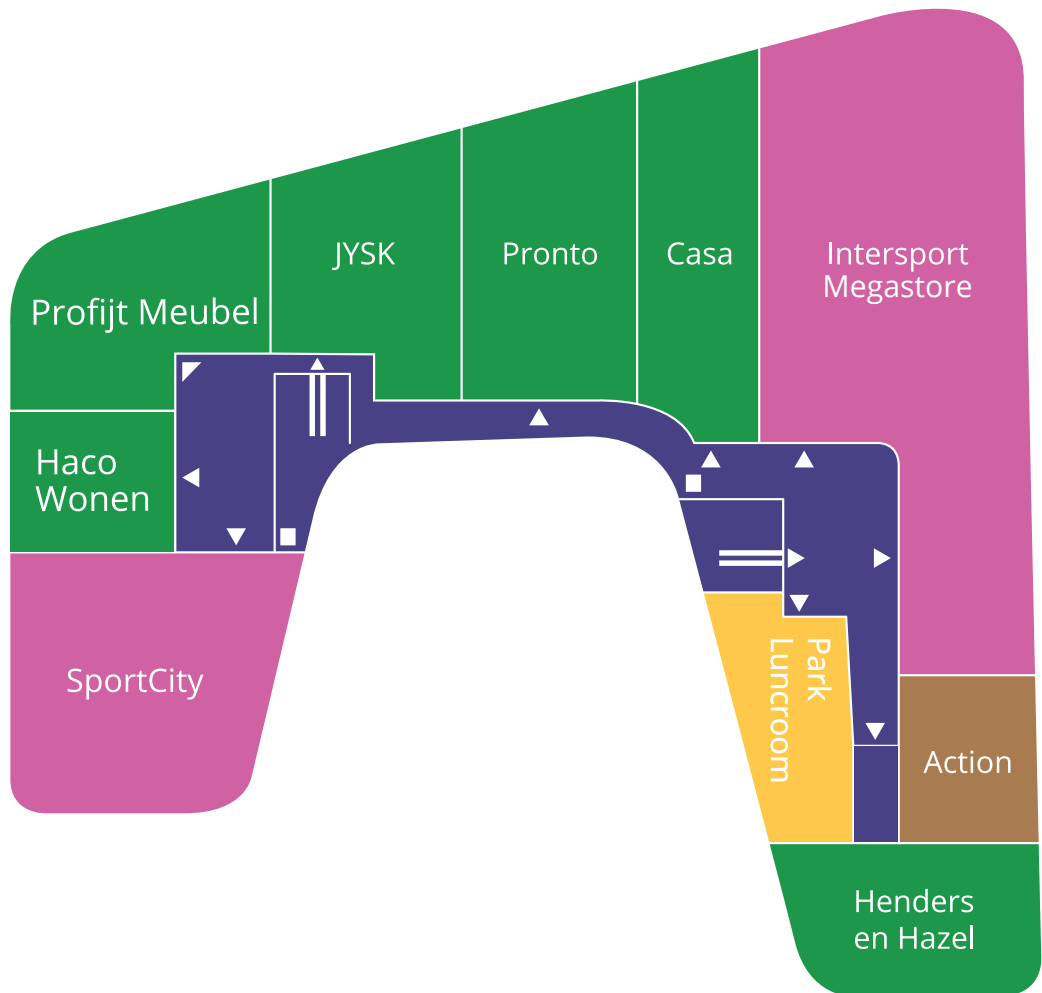 JYSK
Pronto
Casa
Intersport
Megastore
Profijt Meubel
Haco
Wonen
SportCity
Park
Luncroom
Action
Henders
en Hazel